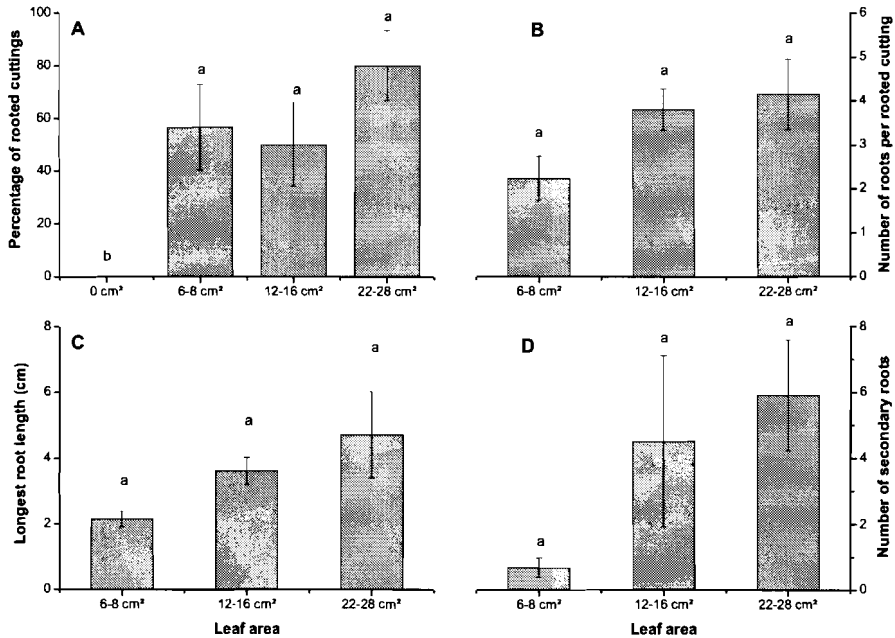 A
Percentage of rooted cuttings
100
80
60
40
20
0
b
a
a
a
0 cm²
6-8 cm²
12-16 cm²
22-28 cm²
B
Number of roots per rooted cutting
6
5
4
3
2
1
0
a
a
a
6-8 cm²
12-16 cm²
22-28 cm²
C
Longest root length (cm)
8
6
4
2
0
a
a
a
6-8 cm²
12-16 cm²
22-28 cm²
Leaf area
D
Number of secondary roots
8
6
4
2
0
a
a
a
6-8 cm²
12-16 cm²
22-28 cm²
Leaf area